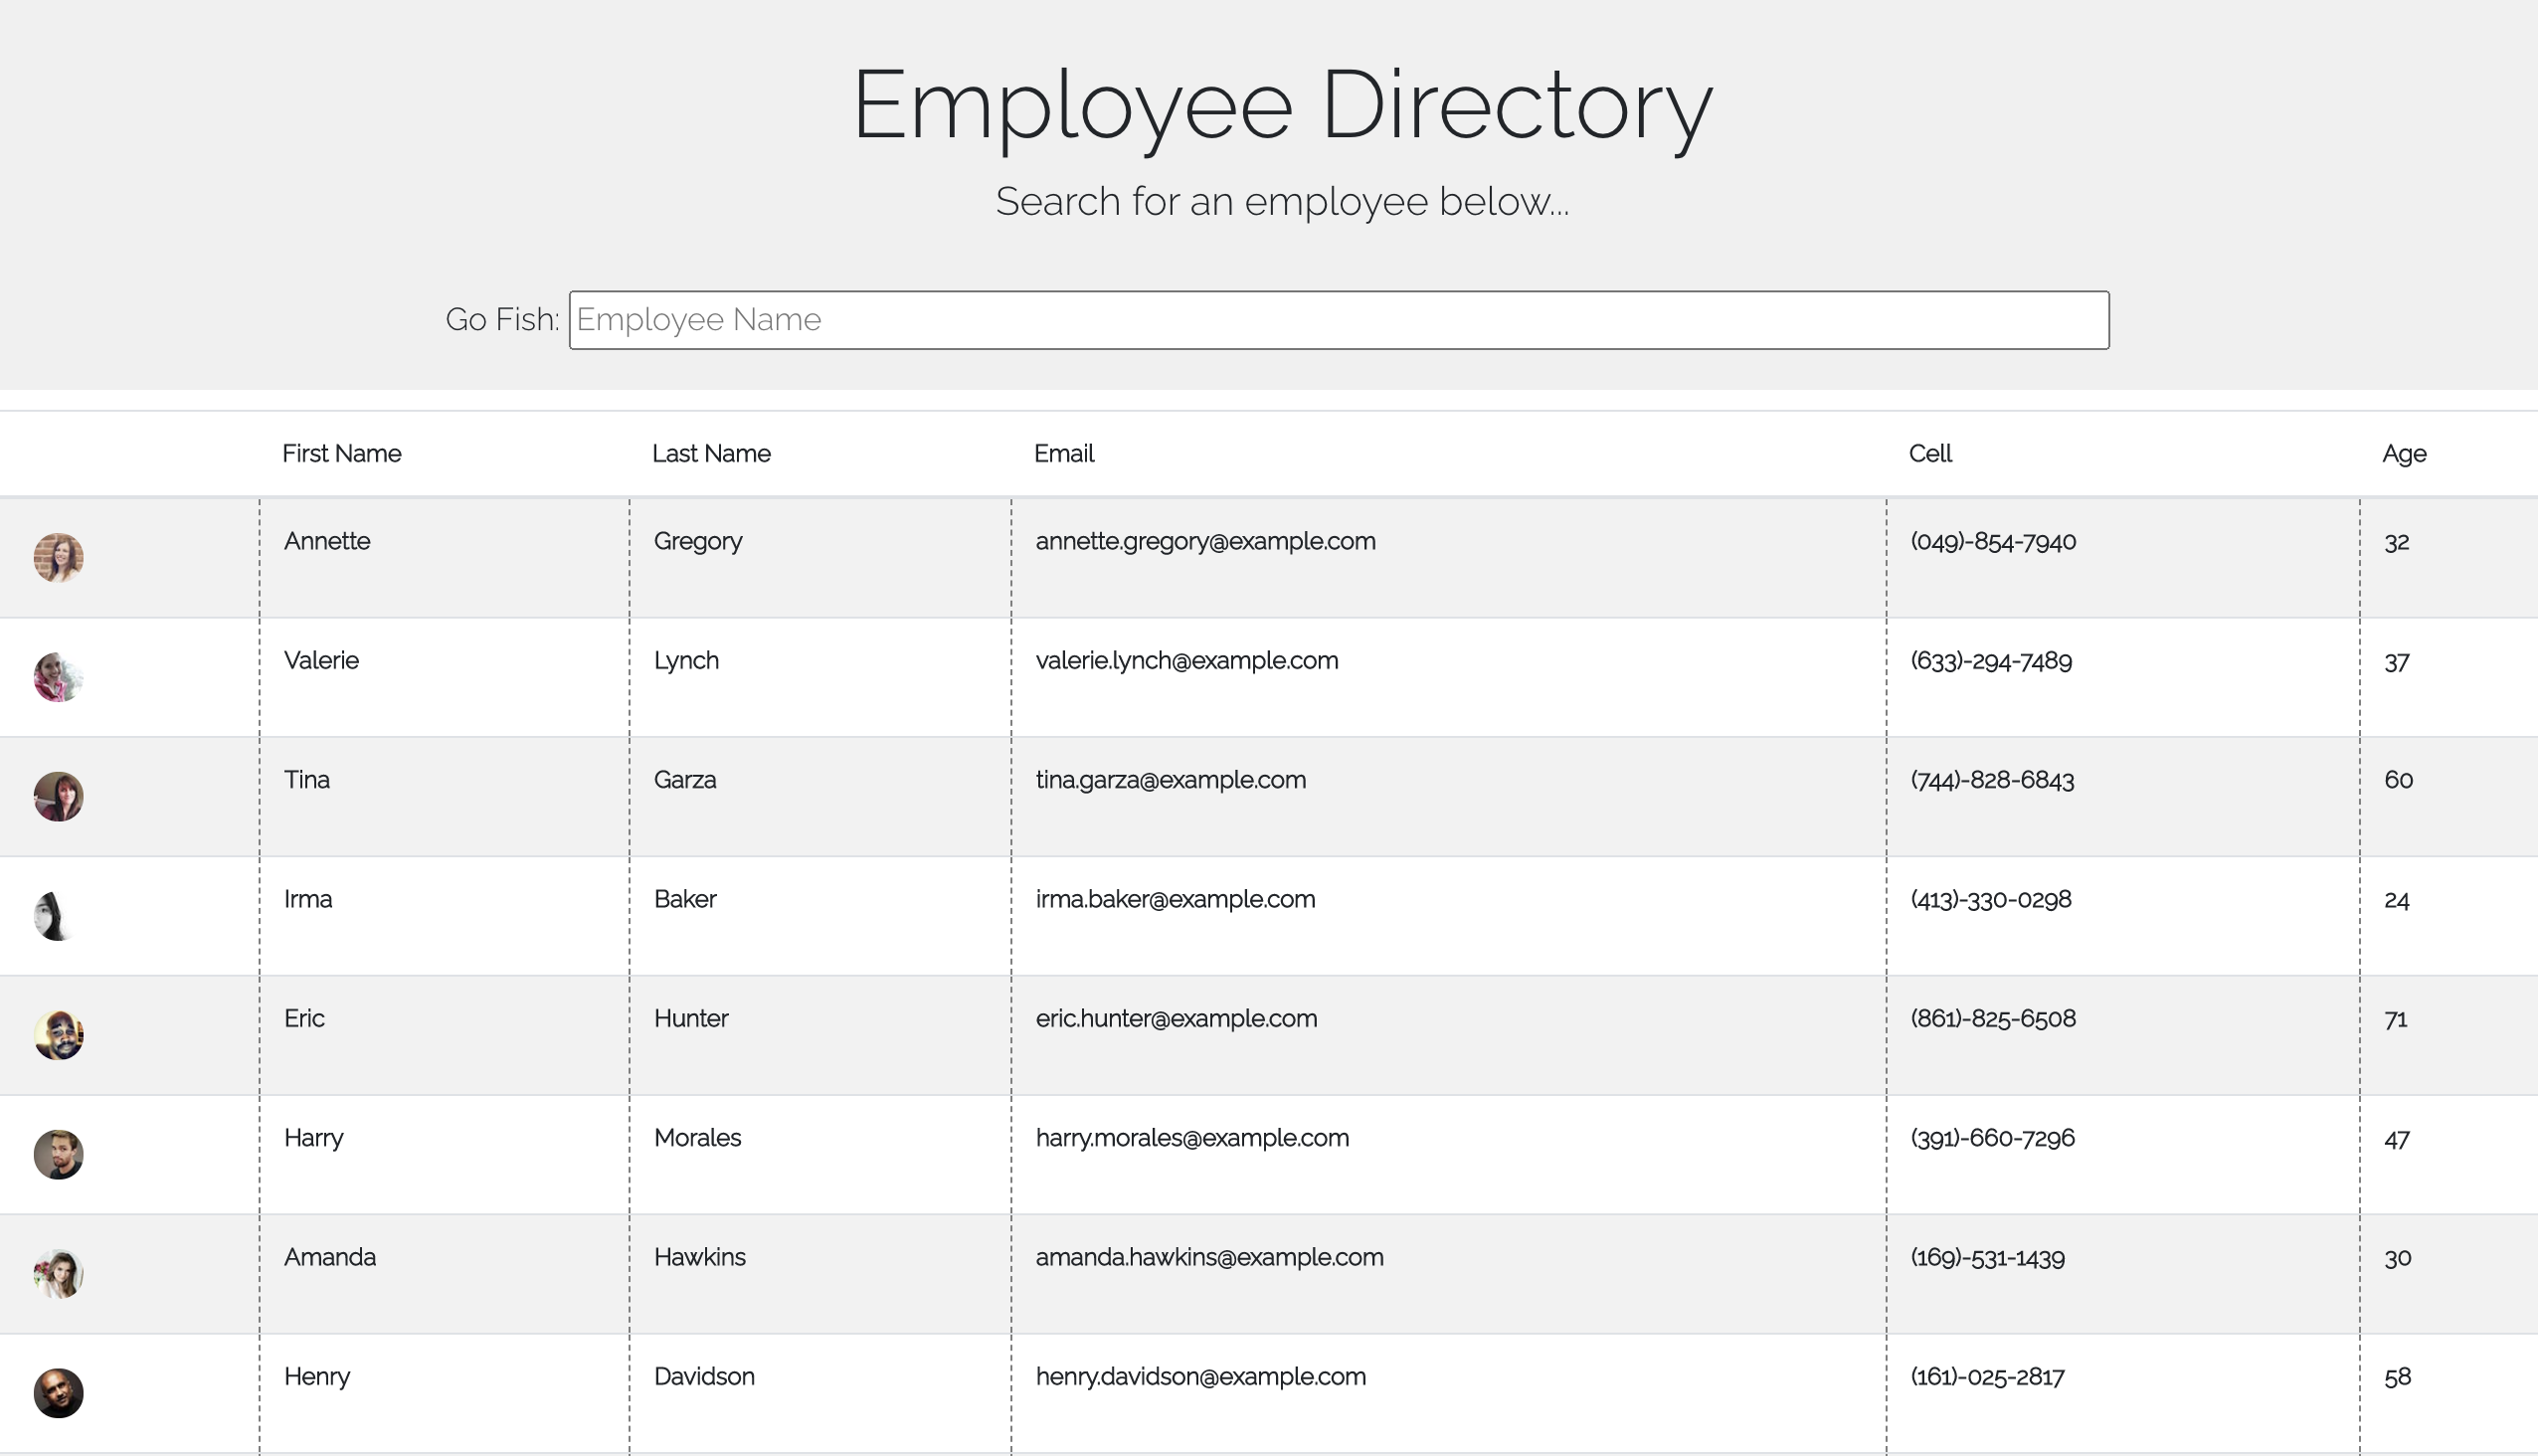 Employee Directory
Search for an employee below...
Go Fish: Employee Name
First Name Last Name Email Cell Age
Annette Gregory annette.gregory@example.com (049)-854-7940 32
Valerie Lynch valerie.lynch@example.com (633)-294-7489 37
Tina Garza tina.garza@example.com (744)-828-6843 60
Irma Baker irma.baker@example.com (413)-330-0298 24
Eric Hunter eric.hunter@example.com (861)-825-6508 71
Harry Morales harry.morales@example.com (391)-660-7296 47
Amanda Hawkins amanda.hawkins@example.com (169)-531-1439 30
Henry Davidson henry.davidson@example.com (161)-025-2817 58